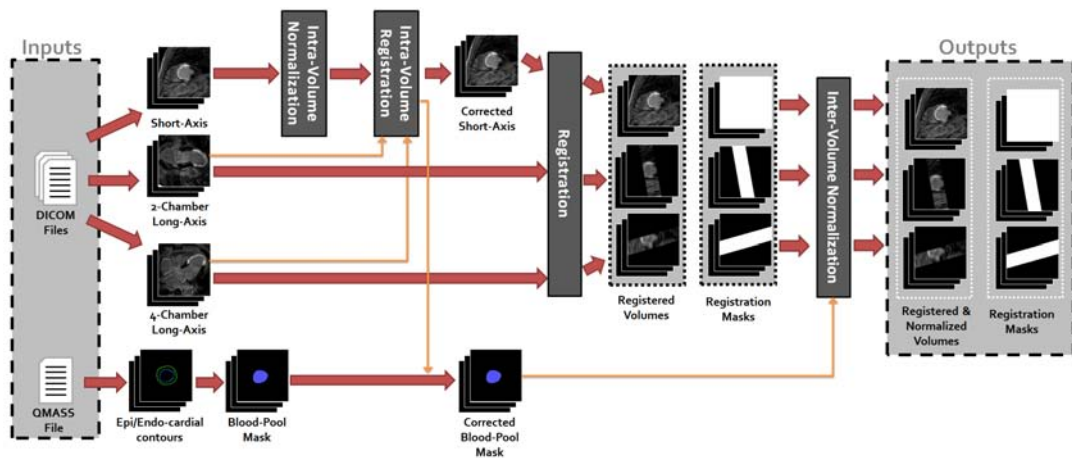 Inputs
DICOM
Files
QMASS
File
Short-Axis
2-Chamber
Long-Axis
4-Chamber
Long-Axis
Epi/Endo-cardial
contours
Blood-Pool
Mask
Intra-Volume
Normalization
Intra-Volume
Registration
Corrected
Short-Axis
Corrected
Blood-Pool
Mask
Registration
Registered
Volumes
Registration
Masks
Inter-Volume Normalization
Outputs
Registered &
Normalized
Volumes
Registration
Masks